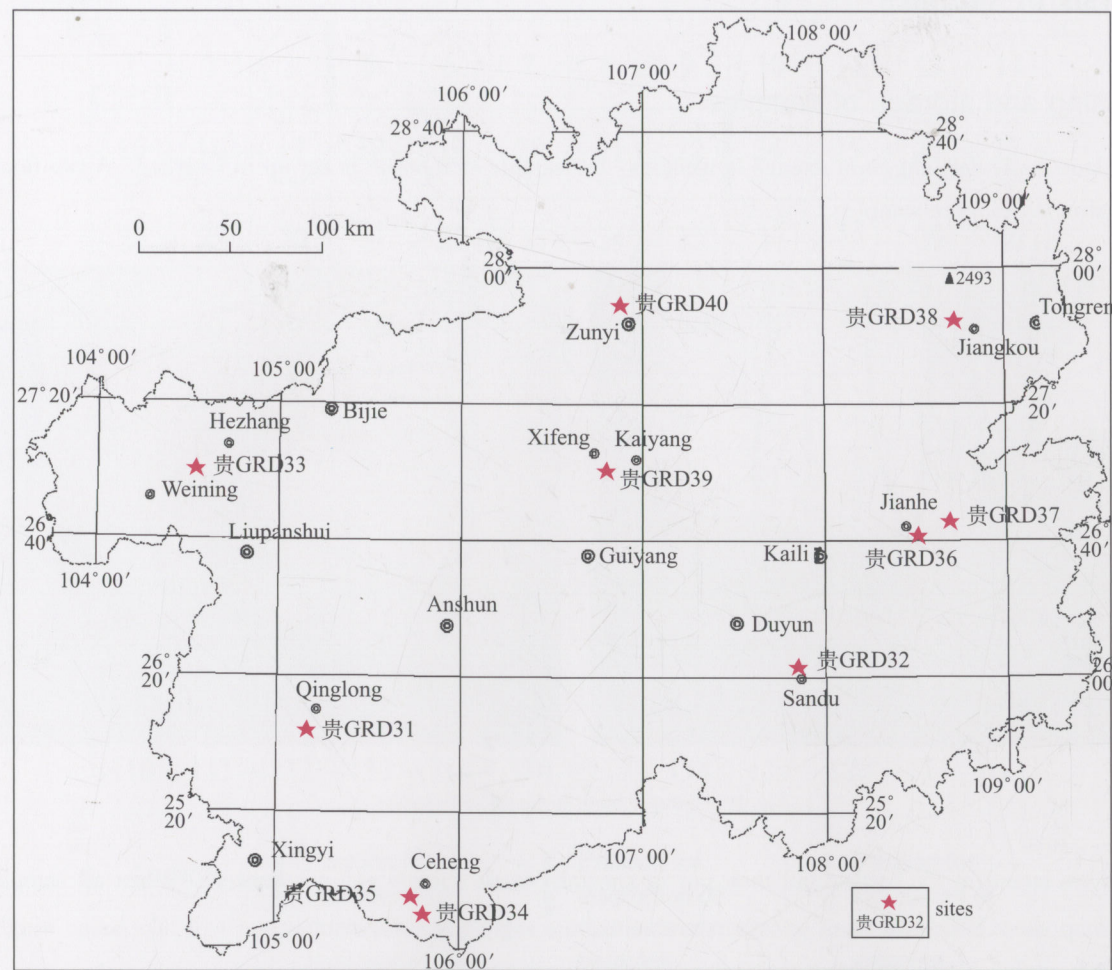 108°00′
107°00′
106°00′
28°40′
28°
40′
109°00′
0 50 100 km
28°
00′
28°
00′
2493
贵GRD40
Zunyi
贵GRD38
Tongren
Jiangkou
104°00′
105°00′
27°20′
27°
20′
Bijie
Hezhang
贵GRD33
Weining
Xifeng
Kaiyang
贵GRD39
Jianhe
贵GRD37
贵GRD36
26°
40′
26°
40′
104°00′
Liupanshui
Guiyang
Kaili
Anshun
Duyun
贵GRD32
Sandu
26°
20′
26°
00′
Qinglong
贵GRD31
109°00′
25°
20′
25°
20′
Xingyi
Ceheng
107°00′
108°00′
贵GRD35
贵GRD34
105°00′
106°00′
贵GRD32
sites